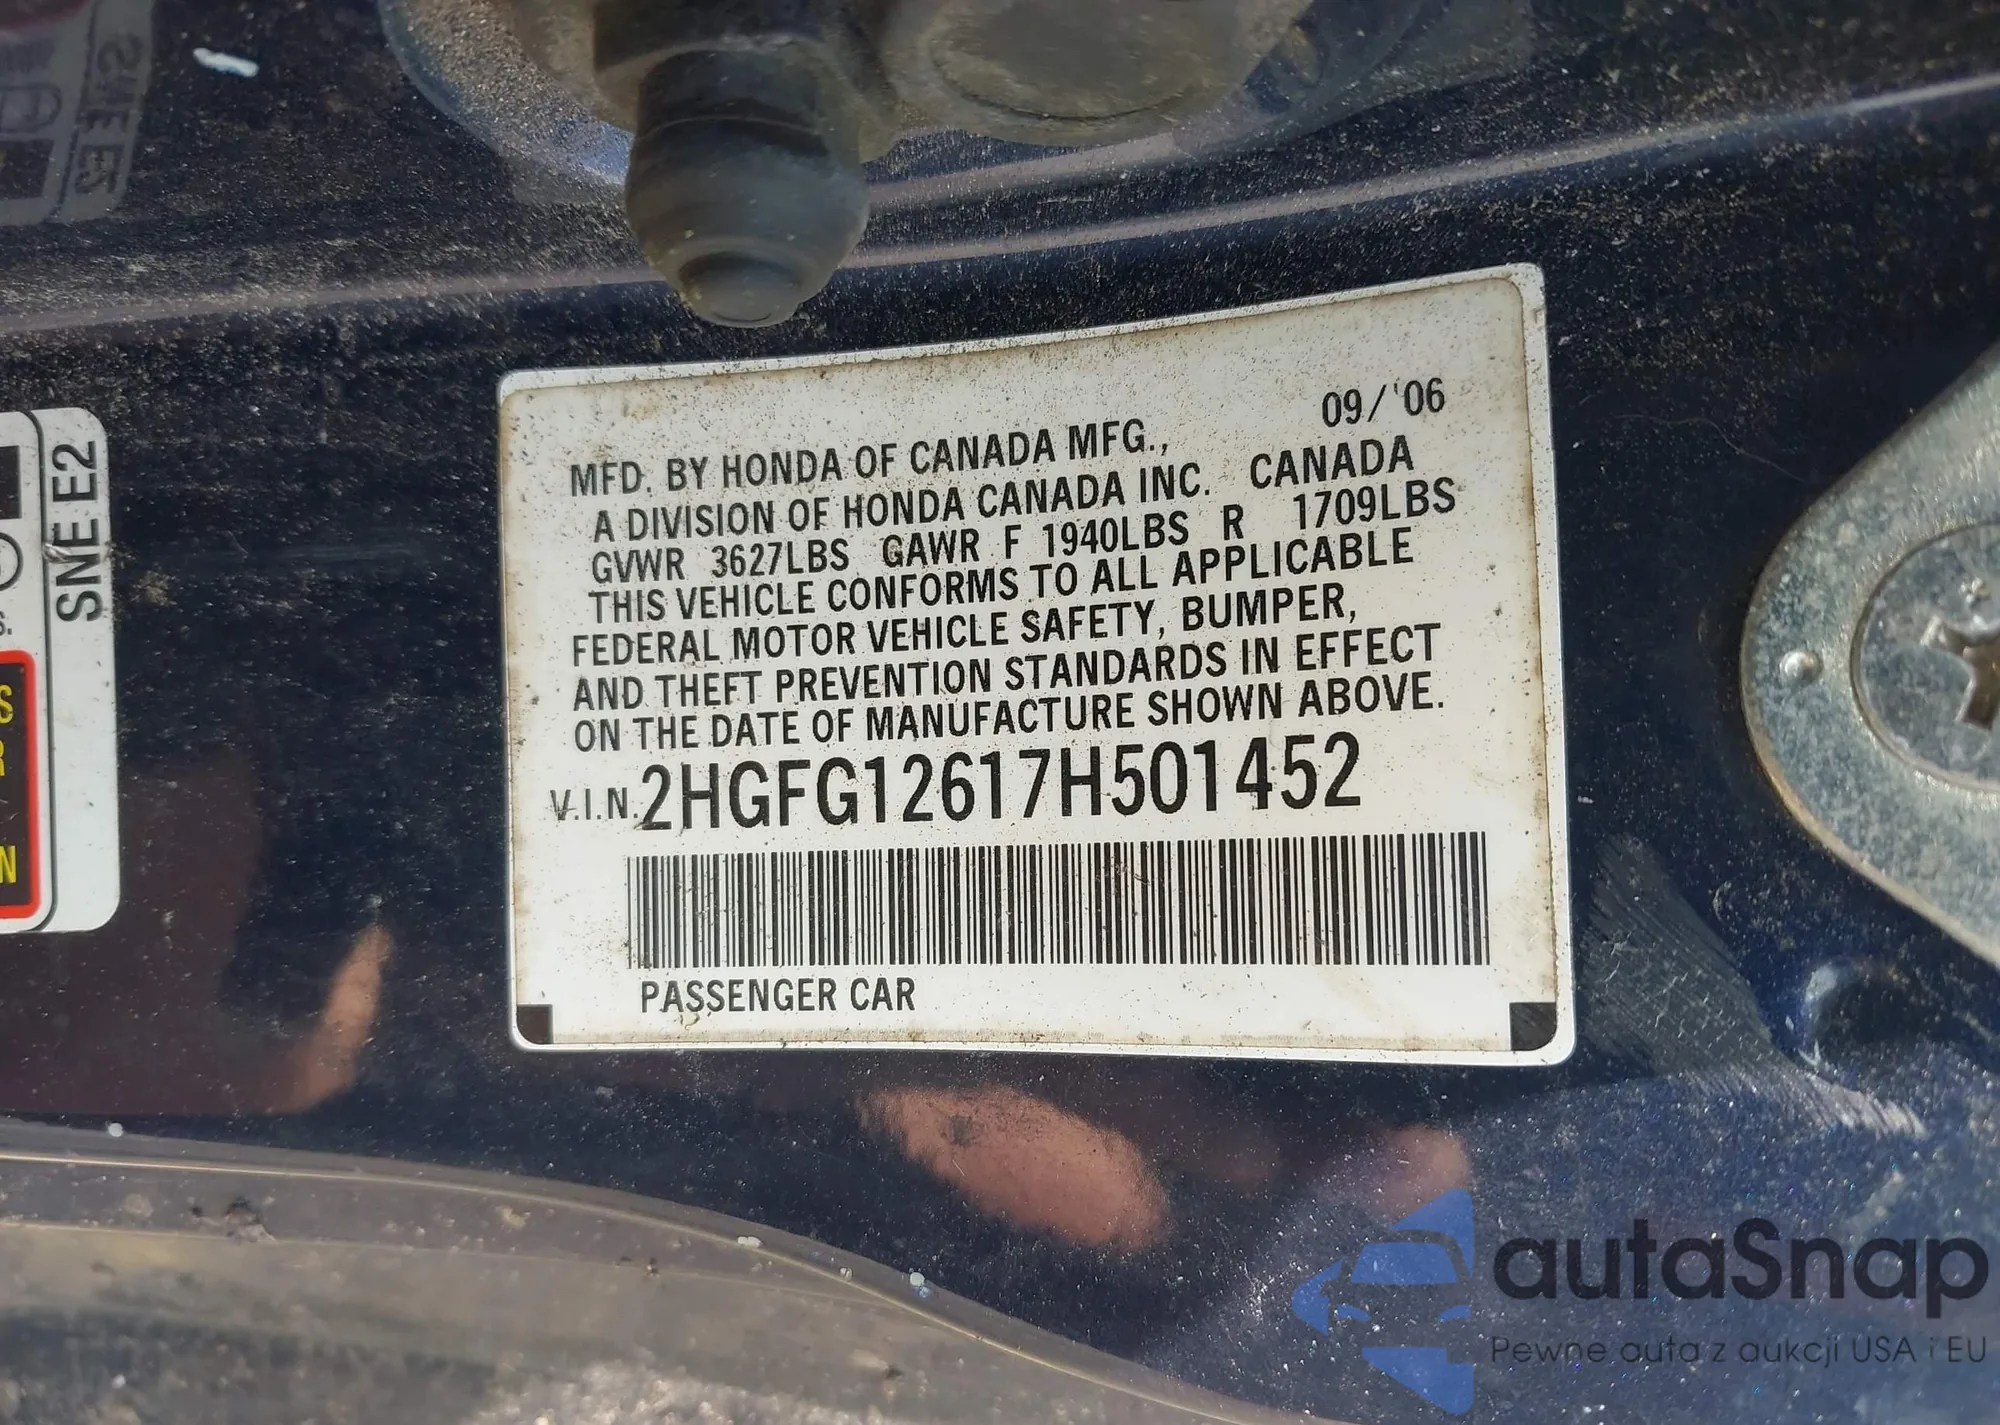 SNE E2
S.
S
R
N
09/'06
MFD. BY HONDA OF CANADA MFG.,
A DIVISION OF HONDA CANADA INC. CANADA
GVWR 3627LBS GAWR F 1940LBS R 1709LBS
THIS VEHICLE CONFORMS TO ALL APPLICABLE
FEDERAL MOTOR VEHICLE SAFETY, BUMPER,
AND THEFT PREVENTION STANDARDS IN EFFECT
ON THE DATE OF MANUFACTURE SHOWN ABOVE.
V.I.N. 2HGFG12617H501452
PASSENGER CAR
autaSnap
Pewne auta z aukcji USA i EU